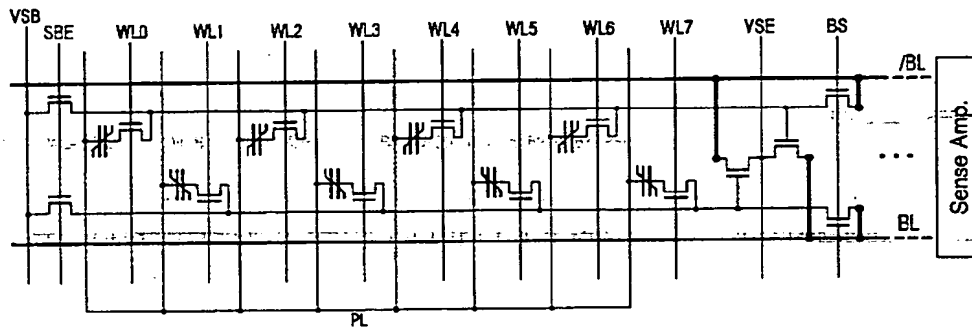 VSB
SBE
WL0
WL1
WL2
WL3
WL4
WL5
WL6
WL7
VSE
BS
/BL
Sense Amp.
BL
PL